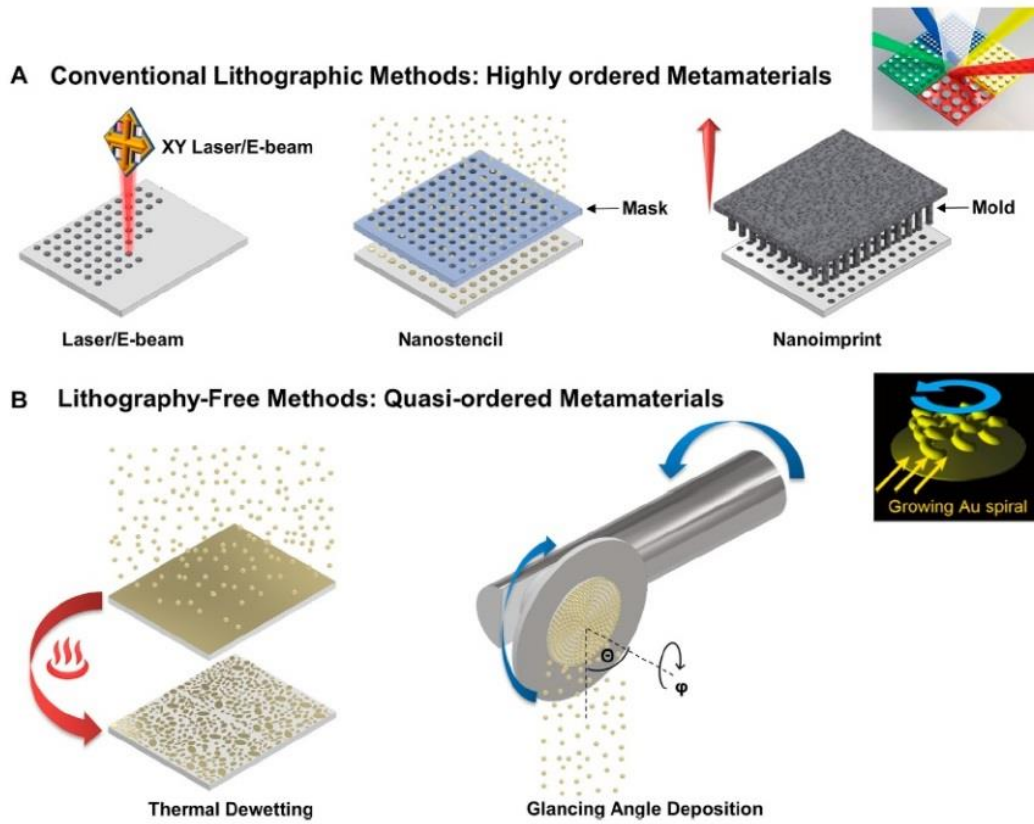 A Conventional Lithographic Methods: Highly ordered Metamaterials
XY Laser/E-beam
Mask
Mold
Laser/E-beam
Nanostencil
Nanoimprint
B Lithography-Free Methods: Quasi-ordered Metamaterials
Growing Au spiral
Θ
φ
Thermal Dewetting
Glancing Angle Deposition